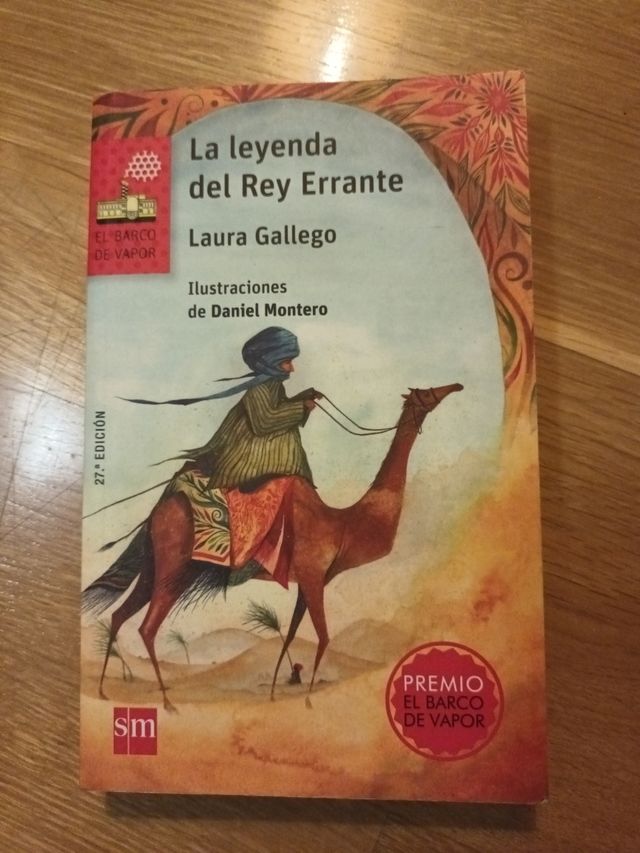 La leyenda
del Rey Errante
Laura Gallego
Ilustraciones
de Daniel Montero
EL BARCO
DE VAPOR
27.ª EDICIÓN
sm
PREMIO
EL BARCO
DE VAPOR